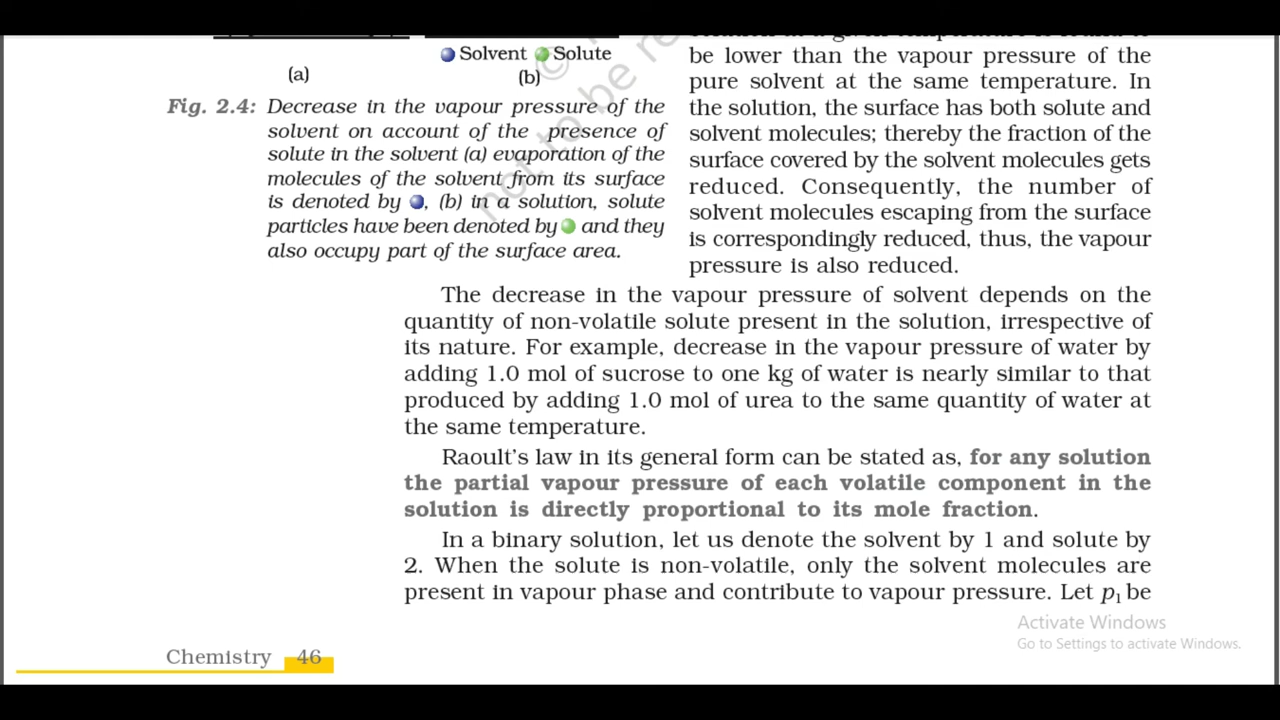 Solvent Solute
(a)
(b)
Fig. 2.4: Decrease in the vapour pressure of the
solvent on account of the presence of
solute in the solvent (a) evaporation of the
molecules of the solvent from its surface
is denoted by , (b) in a solution, solute
particles have been denoted by and they
also occupy part of the surface area.
be lower than the vapour pressure of the
pure solvent at the same temperature. In
the solution, the surface has both solute and
solvent molecules; thereby the fraction of the
surface covered by the solvent molecules gets
reduced. Consequently, the number of
solvent molecules escaping from the surface
is correspondingly reduced, thus, the vapour
pressure is also reduced.
The decrease in the vapour pressure of solvent depends on the
quantity of non-volatile solute present in the solution, irrespective of
its nature. For example, decrease in the vapour pressure of water by
adding 1.0 mol of sucrose to one kg of water is nearly similar to that
produced by adding 1.0 mol of urea to the same quantity of water at
the same temperature.
Raoult's law in its general form can be stated as, for any solution
the partial vapour pressure of each volatile component in the
solution is directly proportional to its mole fraction.
In a binary solution, let us denote the solvent by 1 and solute by
2. When the solute is non-volatile, only the solvent molecules are
present in vapour phase and contribute to vapour pressure. Let p₁ be
Chemistry 46
Activate Windows
Go to Settings to activate Windows.
not to be re
©